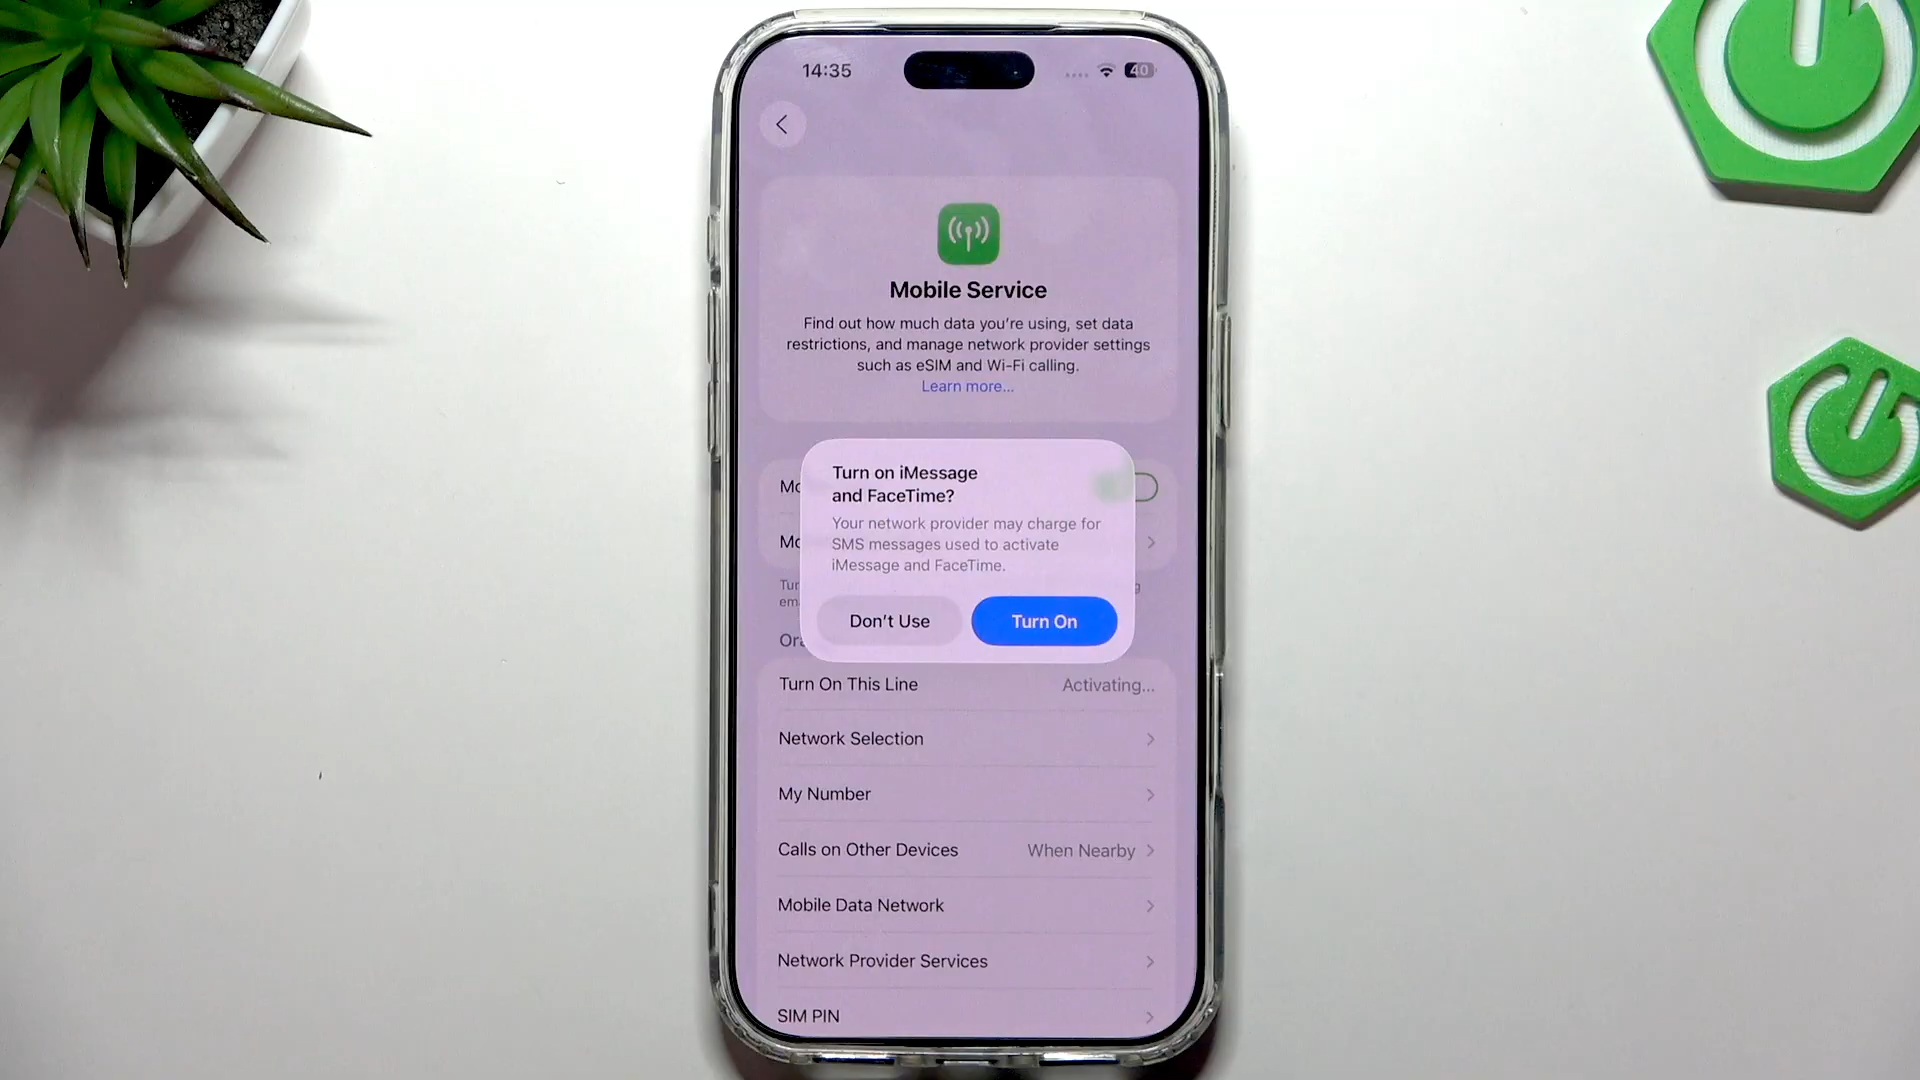 14:35
40
Mobile Service
Find out how much data you're using, set data
restrictions, and manage network provider settings
such as eSIM and Wi-Fi calling.
Learn more...
Turn on iMessage
and FaceTime?
Your network provider may charge for
SMS messages used to activate
iMessage and FaceTime.
Don't Use
Turn On
Turn On This Line
Activating...
Network Selection
My Number
Calls on Other Devices
When Nearby
Mobile Data Network
Network Provider Services
SIM PIN